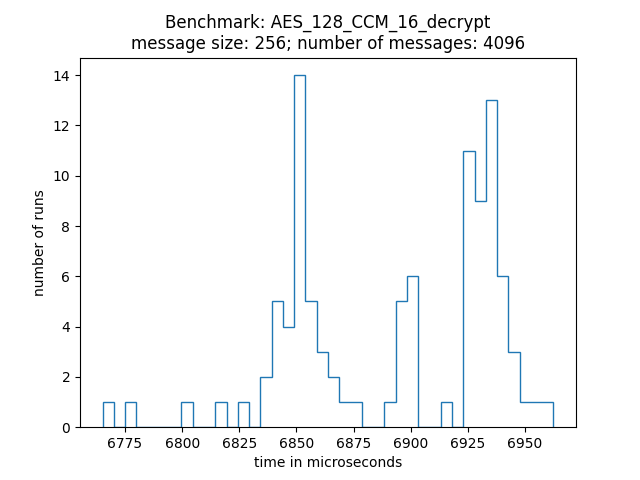 Benchmark: AES_128_CCM_16_decrypt
message size: 256; number of messages: 4096
14
12
10
8
6
4
2
0
number of runs
6775 6800 6825 6850 6875 6900 6925 6950
time in microseconds